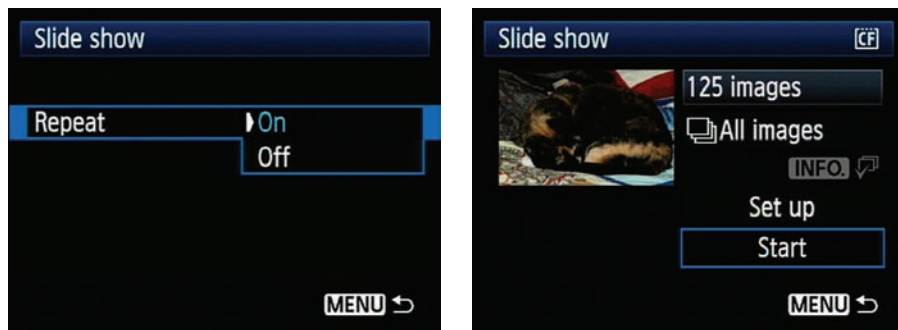 Slide show
Repeat
On
Off
MENU
Slide show
CF
125 images
All images
INFO.
Set up
Start
MENU